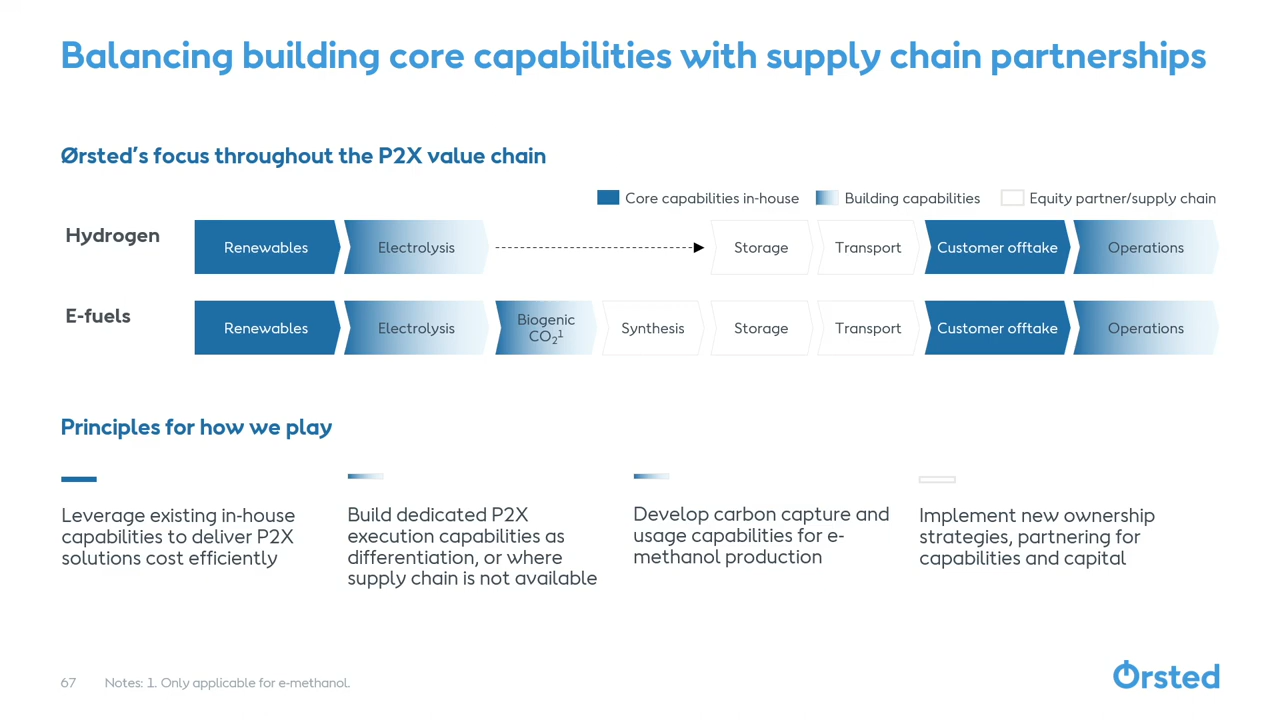 Balancing building core capabilities with supply chain partnerships
Ørsted's focus throughout the P2X value chain
Core capabilities in-house
Building capabilities
Equity partner/supply chain
Hydrogen
Renewables
Electrolysis
Storage
Transport
Customer offtake
Operations
E-fuels
Renewables
Electrolysis
Biogenic
CO₂¹
Synthesis
Storage
Transport
Customer offtake
Operations
Principles for how we play
Leverage existing in-house
capabilities to deliver P2X
solutions cost efficiently
Build dedicated P2X
execution capabilities as
differentiation, or where
supply chain is not available
Develop carbon capture and
usage capabilities for e-
methanol production
Implement new ownership
strategies, partnering for
capabilities and capital
67
Notes: 1. Only applicable for e-methanol.
Ørsted